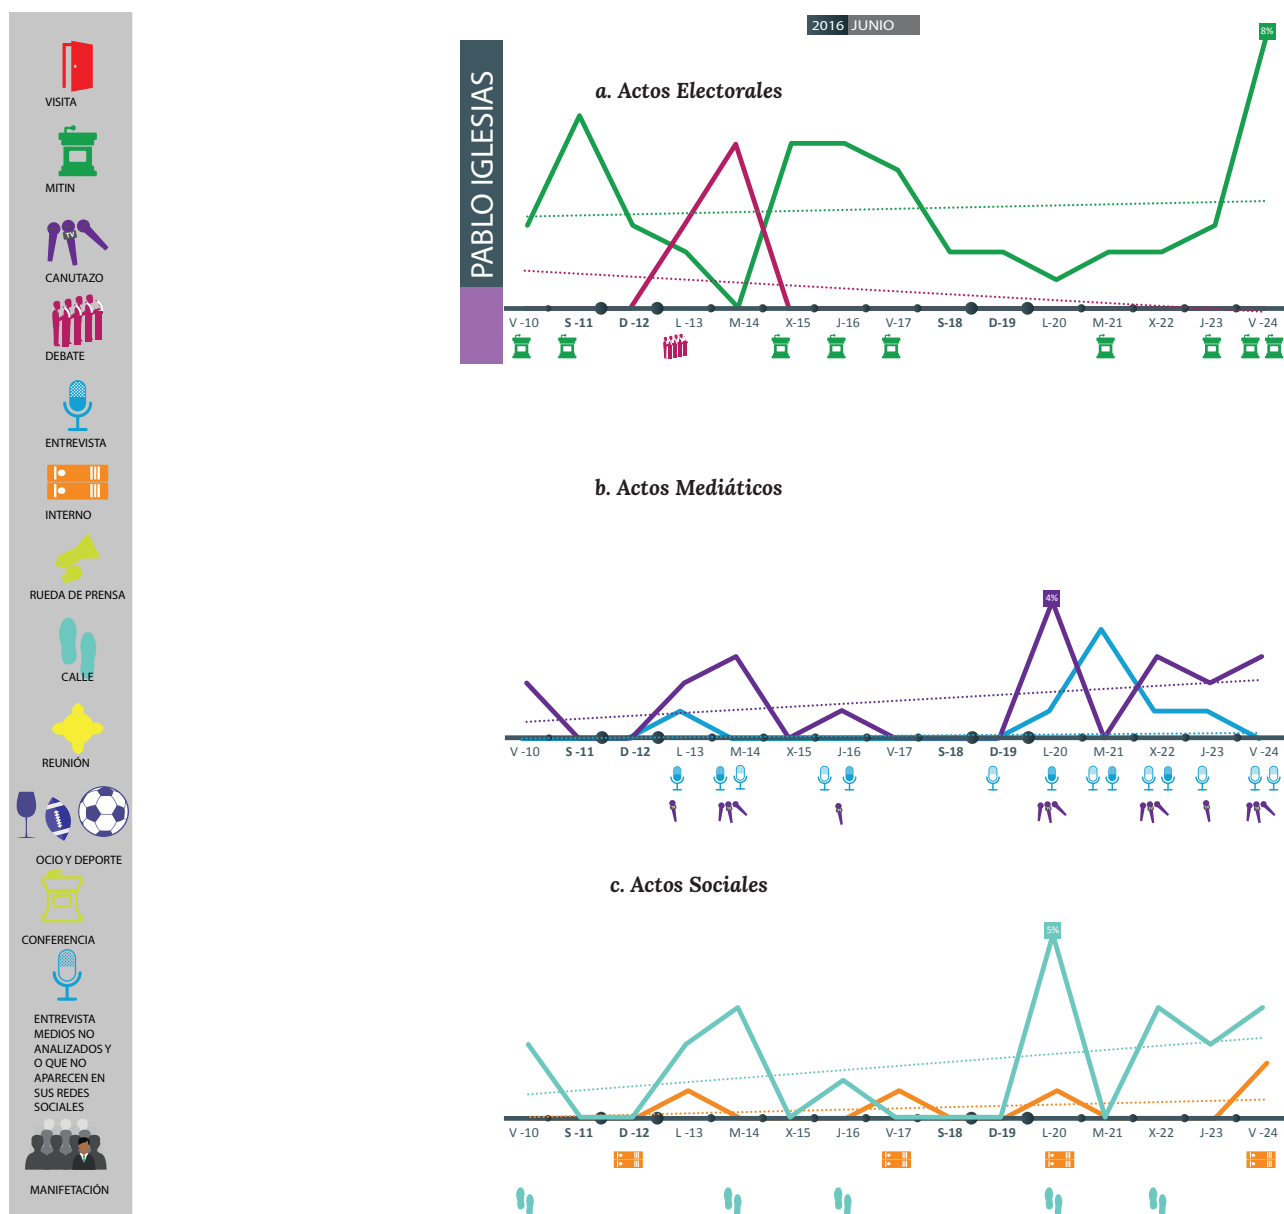 VISITA
MITIN
TV
CANUTAZO
DEBATE
ENTREVISTA
INTERNO
RUEDA DE PRENSA
CALLE
REUNIÓN
OCIO Y DEPORTE
CONFERENCIA
ENTREVISTA
MEDIOS NO
ANALIZADOS Y
O QUE NO
APARECEN EN
SUS REDES
SOCIALES
MANIFETACIÓN
2016 JUNIO
PABLO IGLESIAS
a. Actos Electorales
8%
V -10 S -11 D -12 L -13 M-14 X-15 J-16 V-17 S-18 D-19 L-20 M-21 X-22 J-23 V -24
b. Actos Mediáticos
4%
V -10 S -11 D -12 L -13 M-14 X-15 J-16 V-17 S-18 D-19 L-20 M-21 X-22 J-23 V -24
c. Actos Sociales
5%
V -10 S -11 D -12 L -13 M-14 X-15 J-16 V-17 S-18 D-19 L-20 M-21 X-22 J-23 V -24